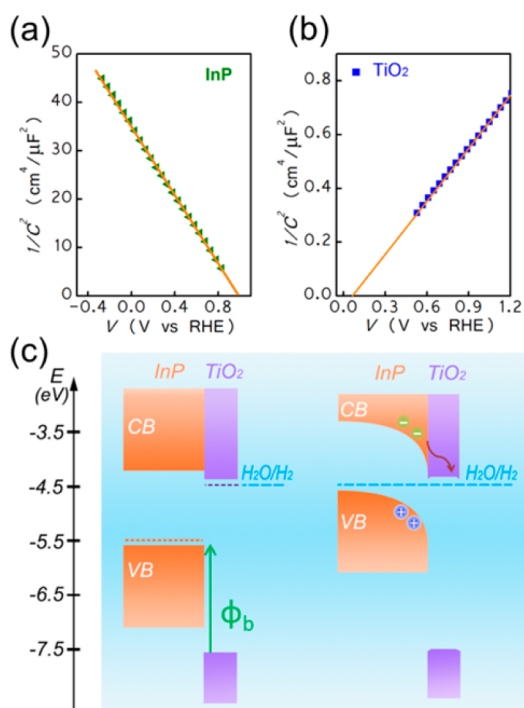 (a)
InP
50
40
30
20
10
0
1/C² (cm⁴/μF²)
-0.4 0.0 0.4 0.8
V (V vs RHE)
(b)
TiO₂
0.8
0.6
0.4
0.2
0.0
1/C² (cm⁴/μF²)
0.0 0.3 0.6 0.9 1.2
V (V vs RHE)
(c)
E
(eV)
-3.5
-4.5
-5.5
-6.5
-7.5
InP TiO₂
CB
H₂O/H₂
VB
Φb
InP TiO₂
CB
H₂O/H₂
VB
− −
+ +